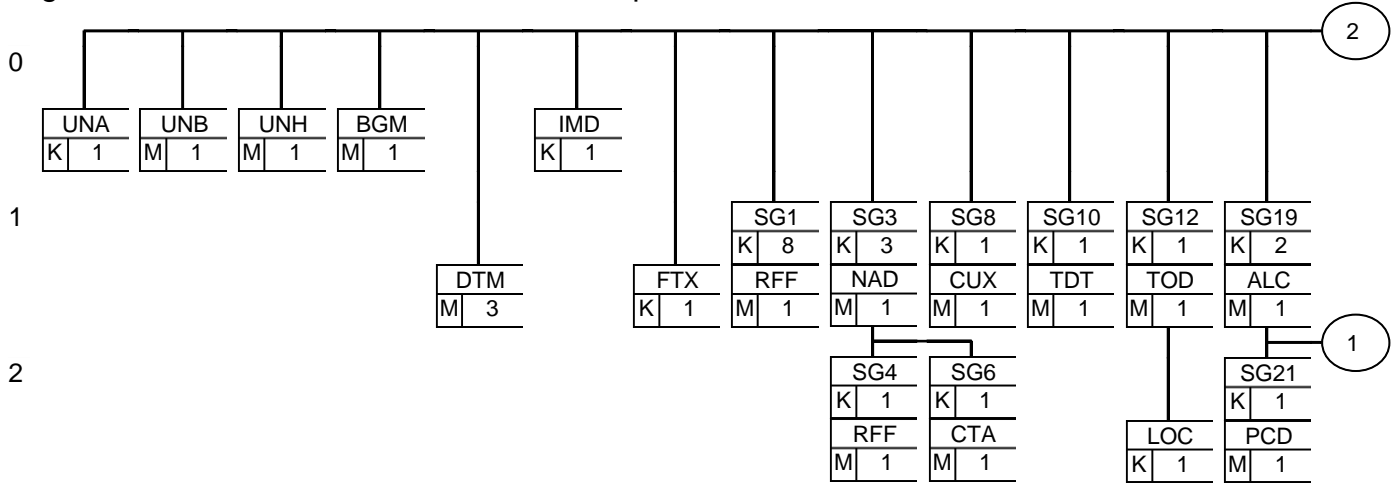 2
0
UNA UNB UNH BGM IMD
K 1 M 1 M 1 M 1 K 1
1
SG1 SG3 SG8 SG10 SG12 SG19
K 8 K 3 K 1 K 1 K 1 K 2
DTM FTX RFF NAD CUX TDT TOD ALC
M 3 K 1 M 1 M 1 M 1 M 1 M 1 M 1
1
2
SG4 SG6 SG21
K 1 K 1 K 1
RFF CTA LOC PCD
M 1 M 1 K 1 M 1